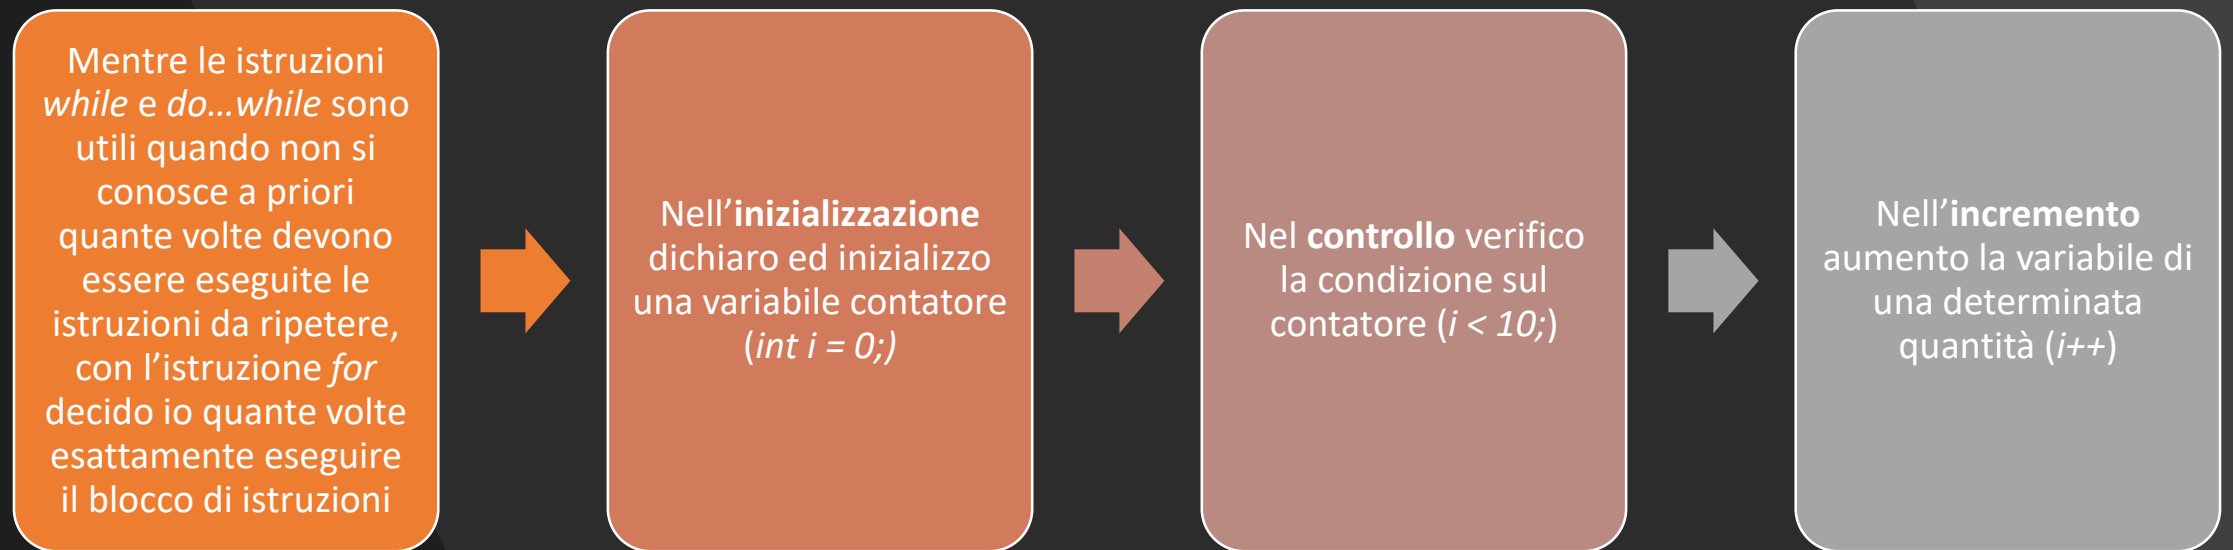 Mentre le istruzioni
while e do...while sono
utili quando non si
conosce a priori
quante volte devono
essere eseguite le
istruzioni da ripetere,
con l’istruzione for
decido io quante volte
esattamente eseguire
il blocco di istruzioni
Nell’inizializzazione
dichiaro ed inizializzo
una variabile contatore
(int i = 0;)
Nel controllo verifico
la condizione sul
contatore (i < 10;)
Nell’incremento
aumento la variabile di
una determinata
quantità (i++)